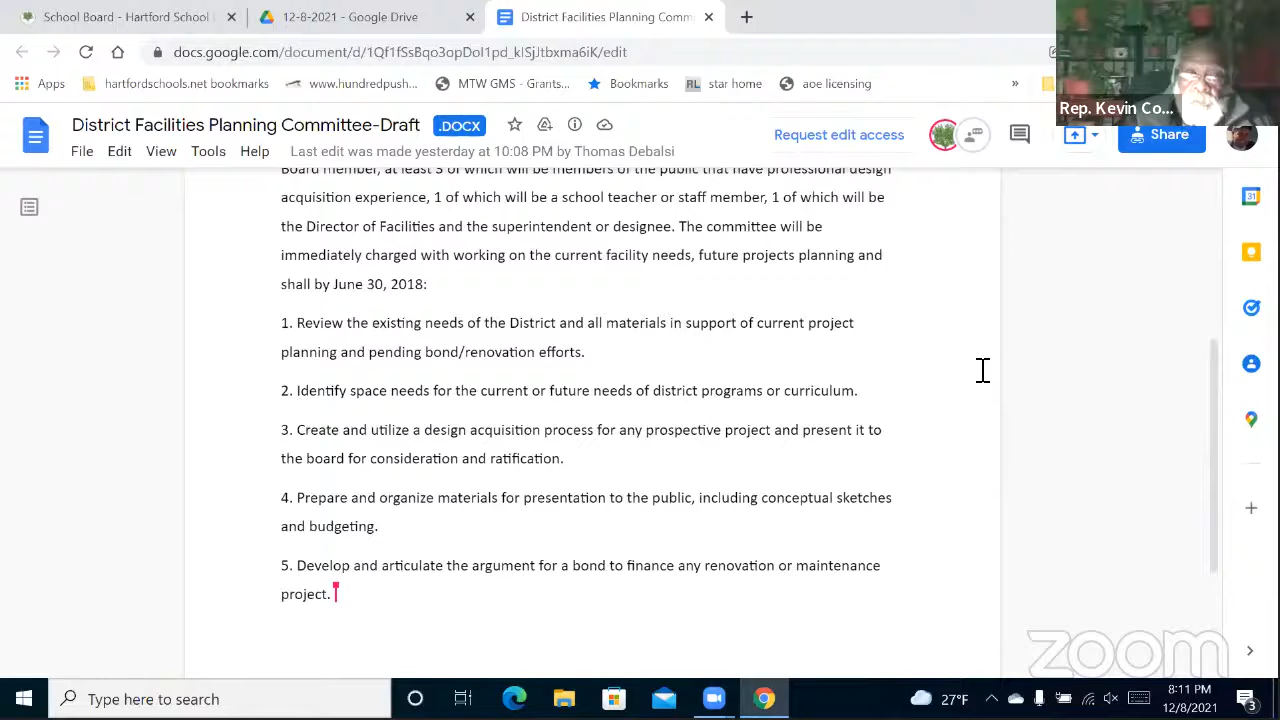 School Board - Hartford School
12-8-2021 - Google Drive
District Facilities Planning Comm
docs.google.com/document/d/1Qf1fSsBqo3opDoI1pd_kISjJtbxma6iK/edit
Apps
hartfordschools.net bookmarks
www.hundredpush...
MTW GMS - Grants...
Bookmarks
RL star home
aoe licensing
»
Rep. Kevin Co...
District Facilities Planning Committee-Draft .DOCX
Request edit access
Share
File Edit View Tools Help Last edit was made yesterday at 10:08 PM by Thomas Debalsi
Board member, at least 3 of which will be members of the public that have professional design
acquisition experience, 1 of which will be a school teacher or staff member, 1 of which will be
the Director of Facilities and the superintendent or designee. The committee will be
immediately charged with working on the current facility needs, future projects planning and
shall by June 30, 2018:
1. Review the existing needs of the District and all materials in support of current project
planning and pending bond/renovation efforts.
2. Identify space needs for the current or future needs of district programs or curriculum.
3. Create and utilize a design acquisition process for any prospective project and present it to
the board for consideration and ratification.
4. Prepare and organize materials for presentation to the public, including conceptual sketches
and budgeting.
5. Develop and articulate the argument for a bond to finance any renovation or maintenance
project.
zoom
31
Type here to search
27°F
8:11 PM
12/8/2021
3